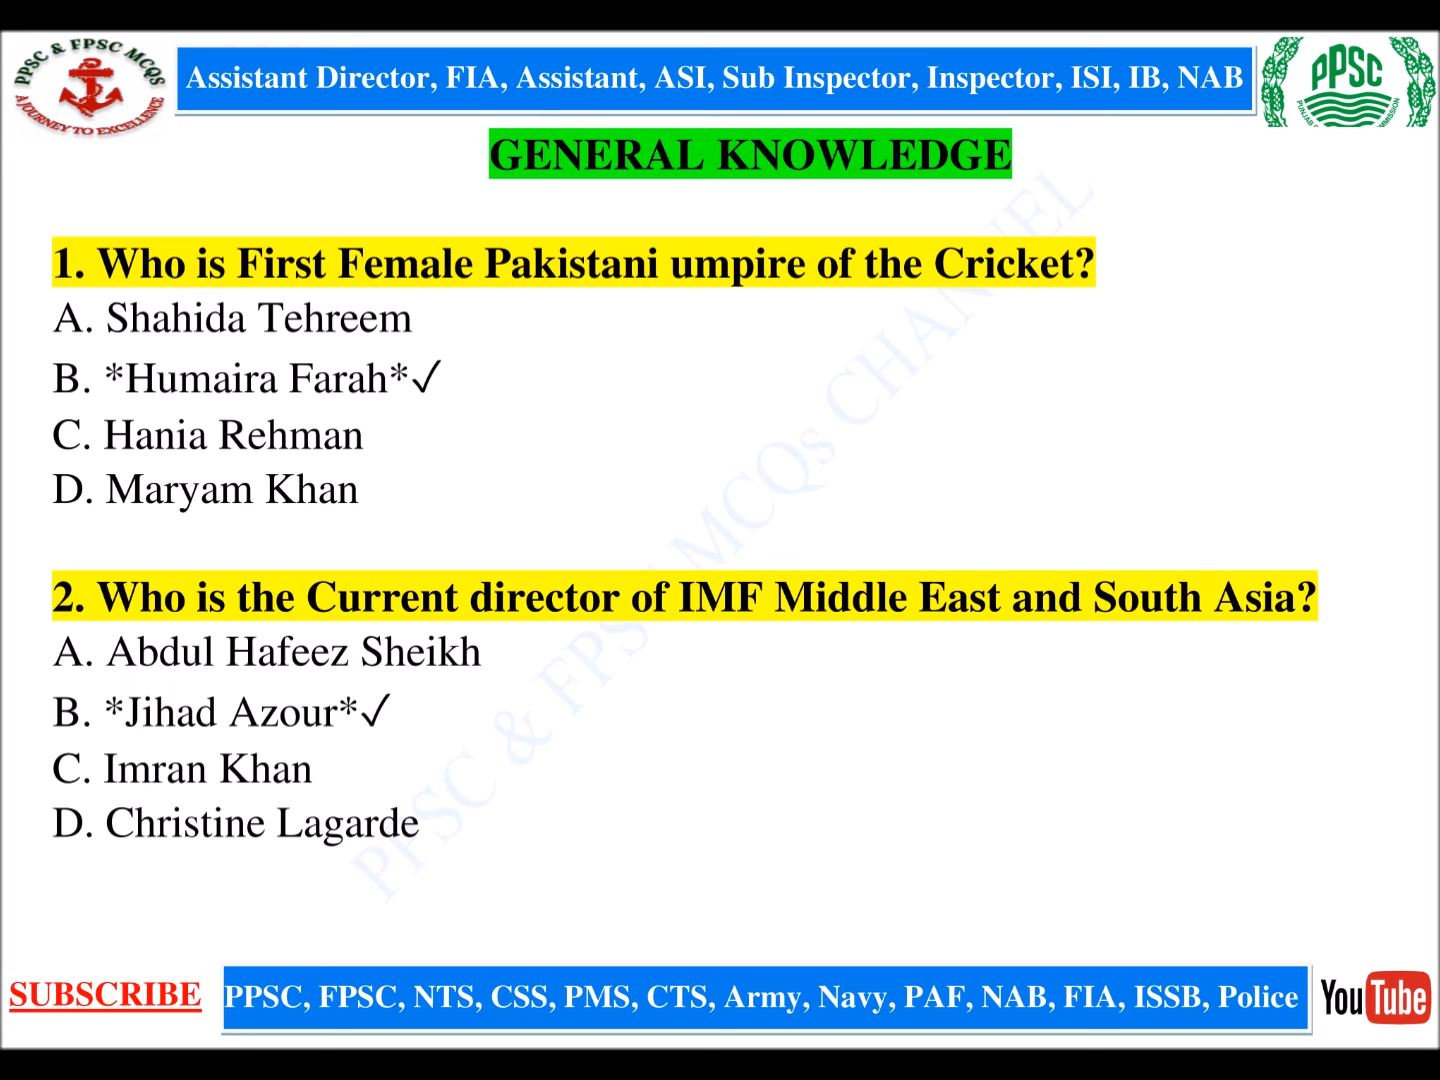 PPSC & FPSC MCQS
A JOURNEY TO EXCELLENCE
Assistant Director, FIA, Assistant, ASI, Sub Inspector, Inspector, ISI, IB, NAB
PPSC
GENERAL KNOWLEDGE
1. Who is First Female Pakistani umpire of the Cricket?
A. Shahida Tehreem
B. *Humaira Farah*✓
C. Hania Rehman
D. Maryam Khan
2. Who is the Current director of IMF Middle East and South Asia?
A. Abdul Hafeez Sheikh
B. *Jihad Azour*✓
C. Imran Khan
D. Christine Lagarde
PPSC & FPSC MCQs CHANNEL
SUBSCRIBE
PPSC, FPSC, NTS, CSS, PMS, CTS, Army, Navy, PAF, NAB, FIA, ISSB, Police
YouTube